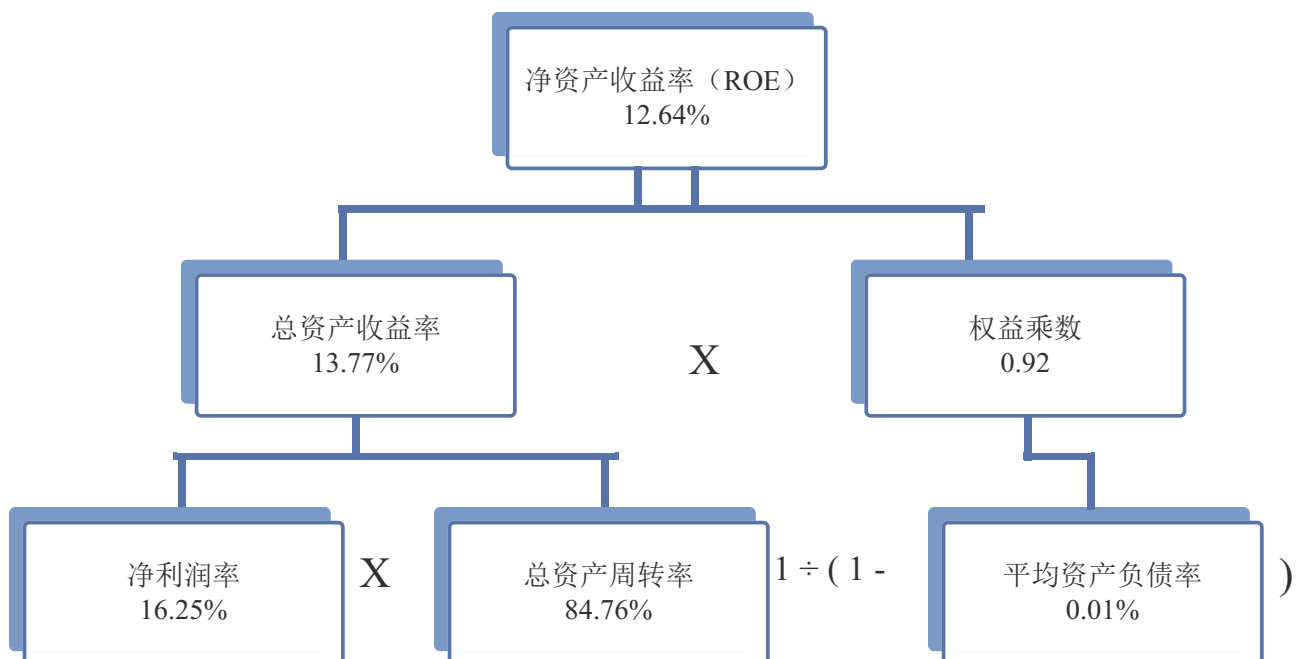 净资产收益率（ROE）
12.64%
总资产收益率
13.77%
X
权益乘数
0.92
净利润率
16.25%
X
总资产周转率
84.76%
1 ÷ ( 1 -
平均资产负债率
0.01%
)